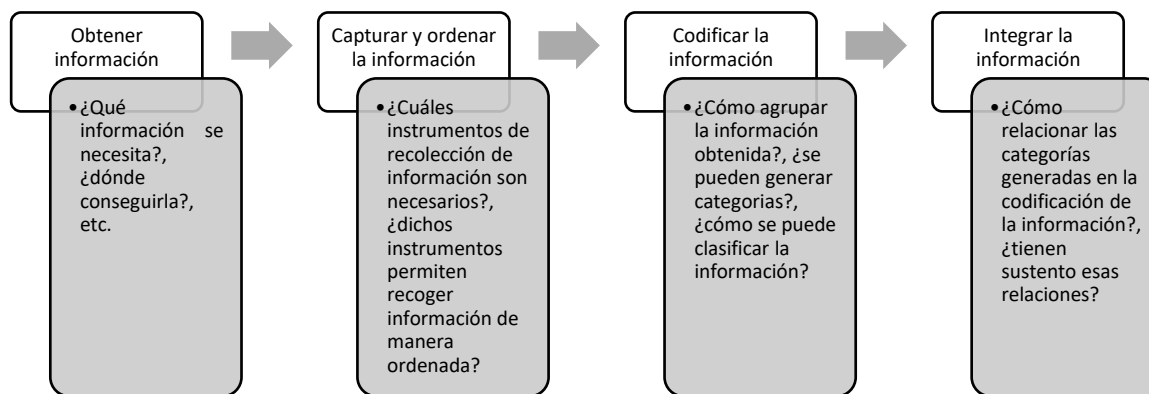 Obtener
información
•¿Qué
información se
necesita?,
¿dónde
conseguirla?,
etc.
Capturar y ordenar
la información
•¿Cuáles
instrumentos de
recolección de
información son
necesarios?,
¿dichos
instrumentos
permiten
recoger
información de
manera
ordenada?
Codificar la
información
•¿Cómo agrupar
la información
obtenida?, ¿se
pueden generar
categorias?,
¿cómo se puede
clasificar la
información?
Integrar la
información
•¿Cómo
relacionar las
categorías
generadas en la
codificación de
la información?,
¿tienen
sustento esas
relaciones?